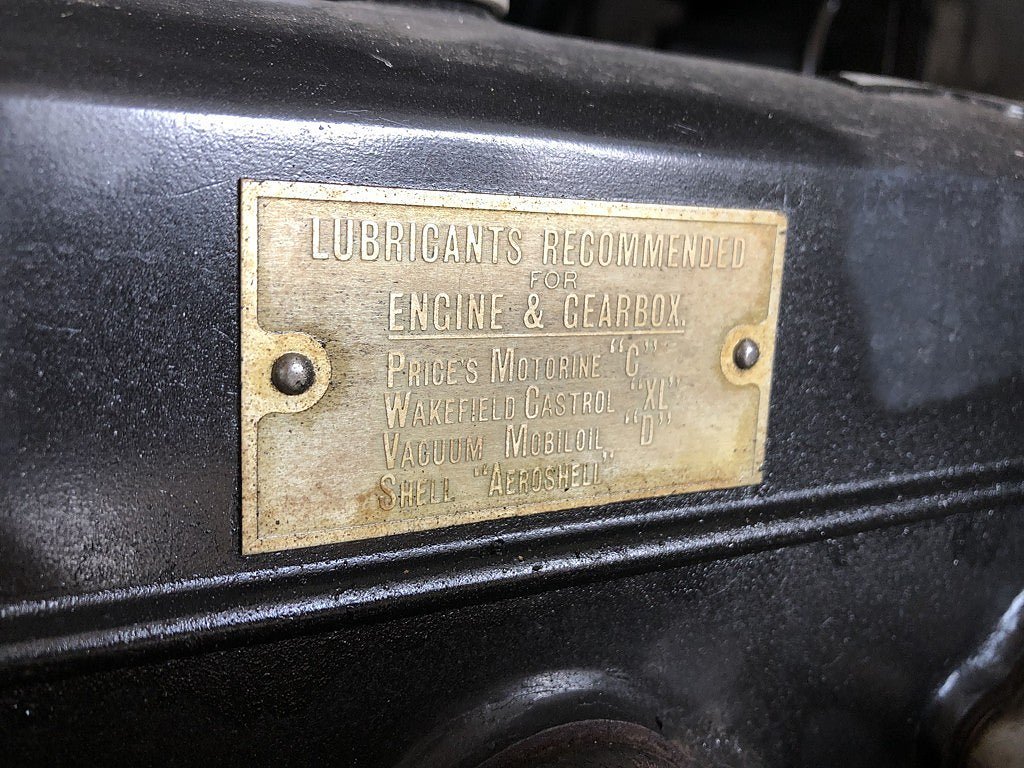 LUBRICANTS RECOMMENDED
FOR
ENGINE & GEARBOX.
PRICE'S MOTORINE "C"
WAKEFIELD CASTROL "XL"
VACUUM MOBILOIL "D"
SHELL "AEROSHELL"